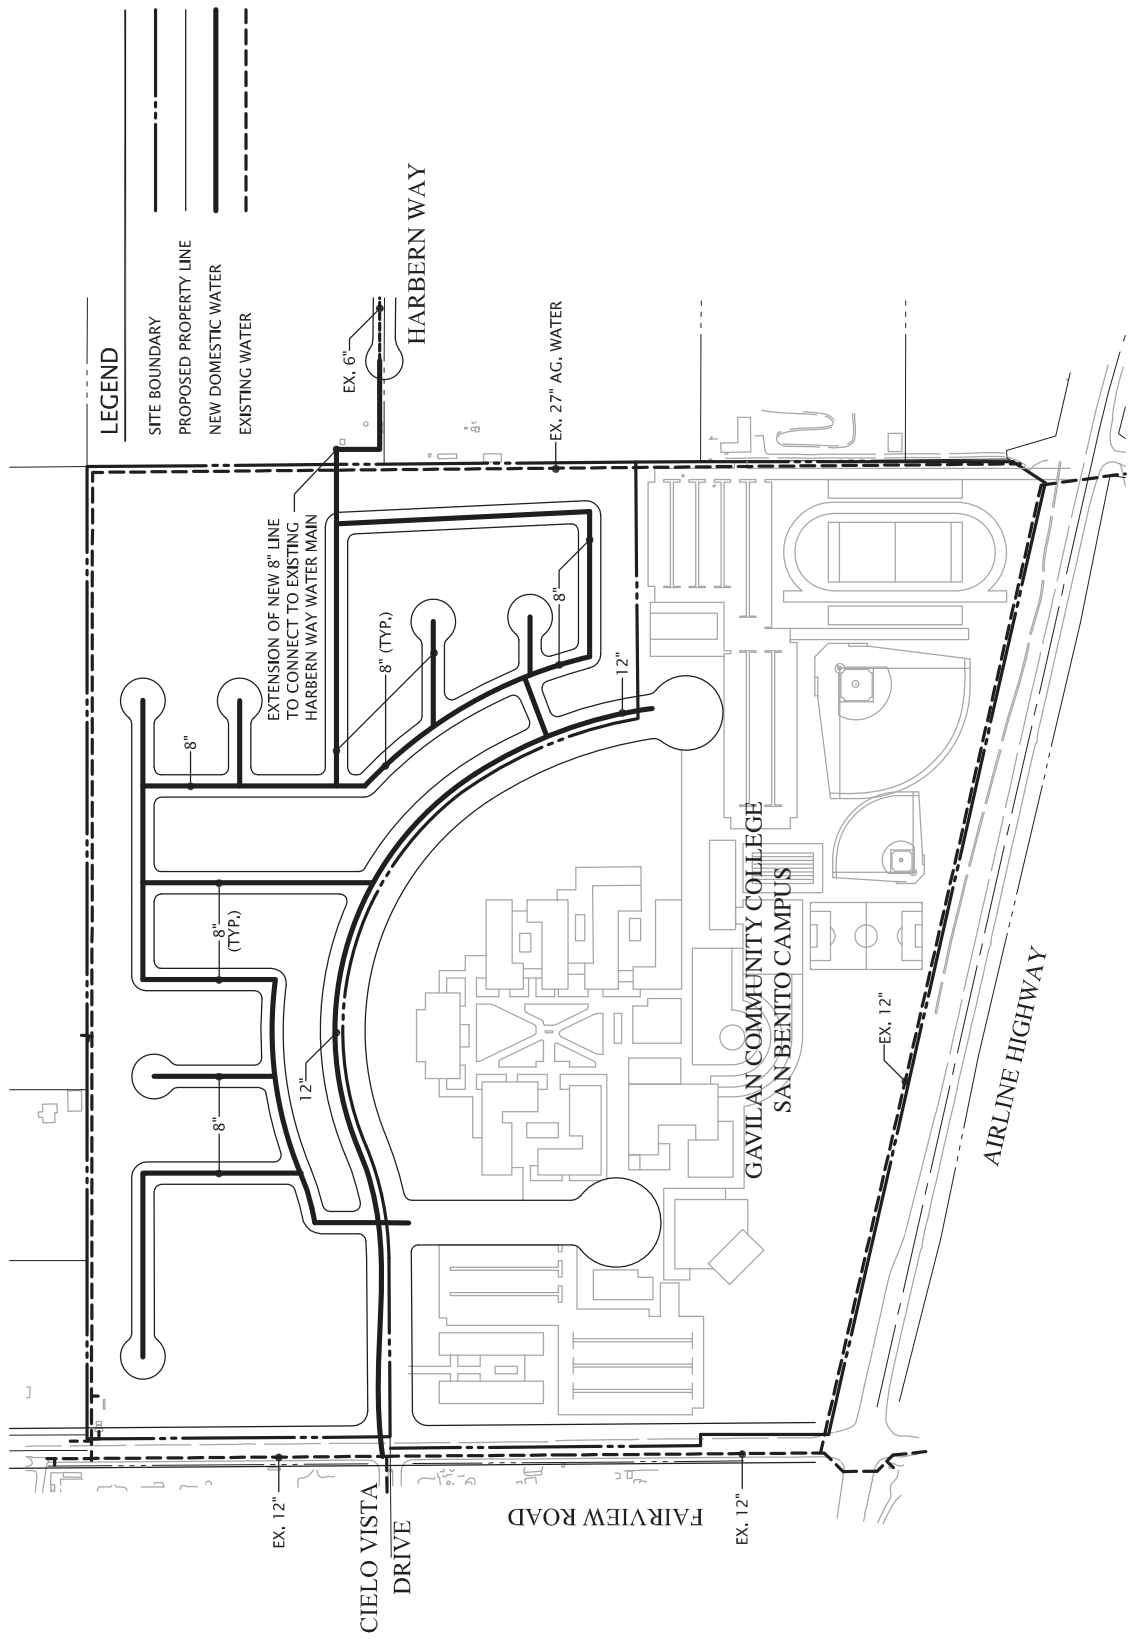 LEGEND
SITE BOUNDARY
PROPOSED PROPERTY LINE
NEW DOMESTIC WATER
EXISTING WATER
EX. 6"
HARBERN WAY
EX. 27" AG. WATER
EXTENSION OF NEW 8" LINE
TO CONNECT TO EXISTING
HARBERN WAY WATER MAIN
8" (TYP.)
8"
12"
8"
8"
(TYP.)
12"
8"
GAVILAN COMMUNITY COLLEGE
SAN BENITO CAMPUS
EX. 12"
AIRLINE HIGHWAY
EX. 12"
CIELO VISTA
DRIVE
FAIRVIEW ROAD
EX. 12"